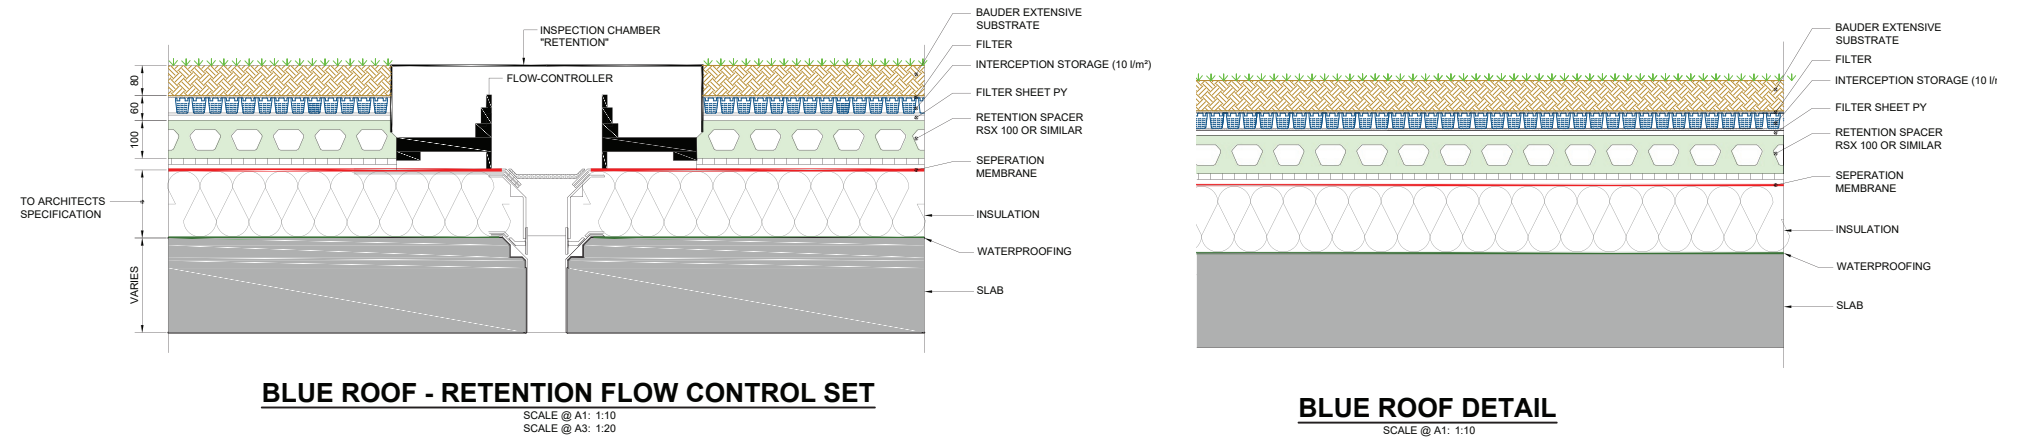 INSPECTION CHAMBER
"RETENTION"
FLOW-CONTROLLER
BAUDER EXTENSIVE
SUBSTRATE
FILTER
INTERCEPTION STORAGE (10 l/m²)
FILTER SHEET PY
RETENTION SPACER
RSX 100 OR SIMILAR
SEPERATION
MEMBRANE
INSULATION
WATERPROOFING
SLAB
80
60
100
TO ARCHITECTS
SPECIFICATION
VARIES
BLUE ROOF - RETENTION FLOW CONTROL SET
SCALE @ A1: 1:10
SCALE @ A3: 1:20
BAUDER EXTENSIVE
SUBSTRATE
FILTER
INTERCEPTION STORAGE (10 l/
FILTER SHEET PY
RETENTION SPACER
RSX 100 OR SIMILAR
SEPERATION
MEMBRANE
INSULATION
WATERPROOFING
SLAB
BLUE ROOF DETAIL
SCALE @ A1: 1:10